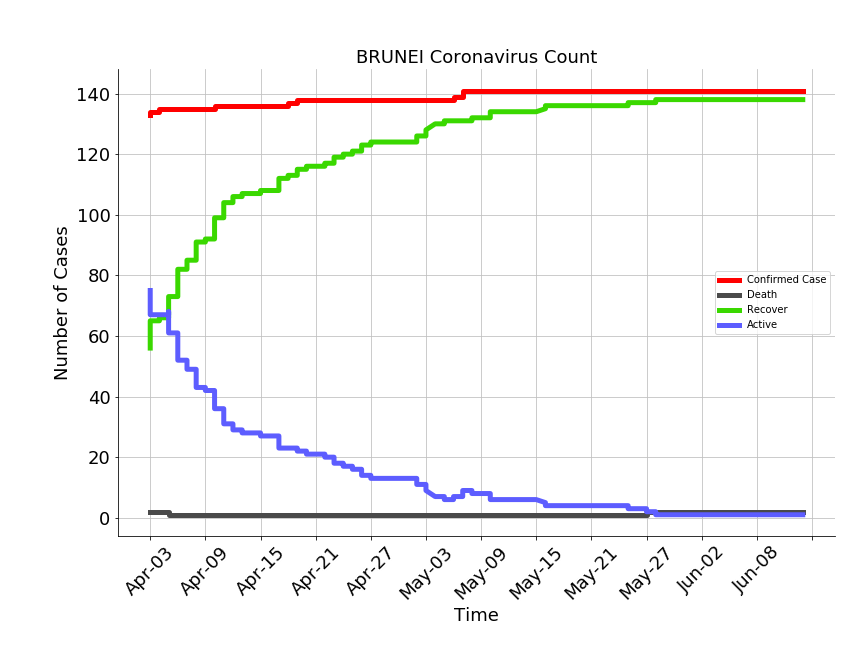 BRUNEI Coronavirus Count
Number of Cases
140
120
100
80
60
40
20
0
Confirmed Case
Death
Recover
Active
Apr-03
Apr-09
Apr-15
Apr-21
Apr-27
May-03
May-09
May-15
May-21
May-27
Jun-02
Jun-08
Time